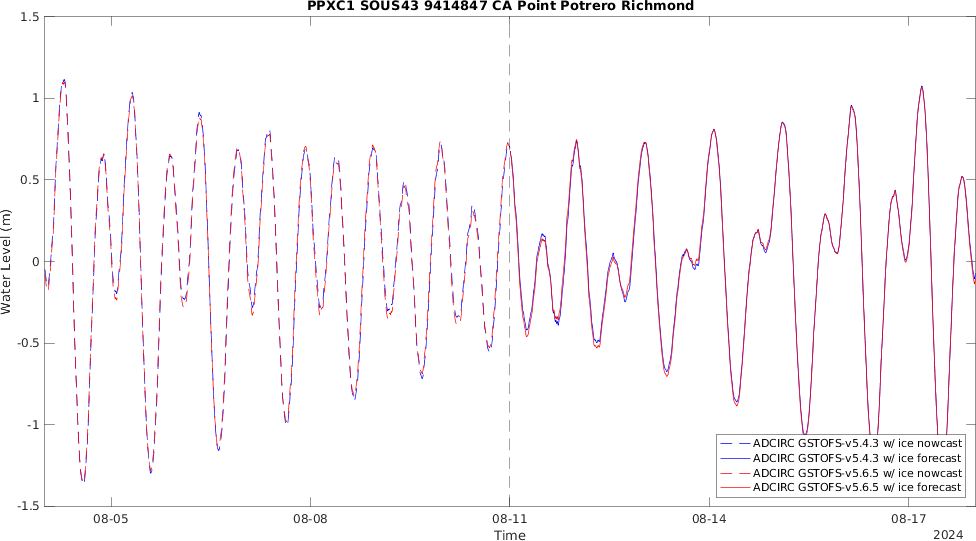 PPXC1 SOUS43 9414847 CA Point Potrero Richmond
1.5
1
0.5
0
-0.5
-1
-1.5
Water Level (m)
08-05
08-08
08-11
08-14
08-17
Time
2024
ADCIRC GSTOFS-v5.4.3 w/ ice nowcast
ADCIRC GSTOFS-v5.4.3 w/ ice forecast
ADCIRC GSTOFS-v5.6.5 w/ ice nowcast
ADCIRC GSTOFS-v5.6.5 w/ ice forecast